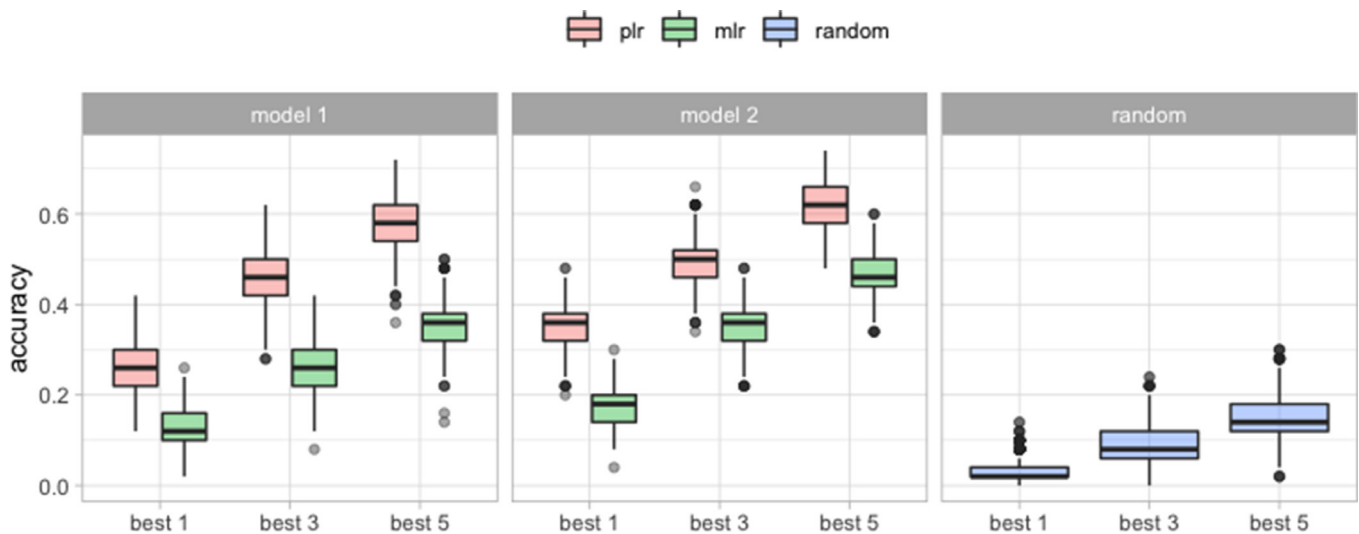 plr mlr random
model 1 model 2 random
accuracy
0.6
0.4
0.2
0.0
best 1 best 3 best 5 best 1 best 3 best 5 best 1 best 3 best 5